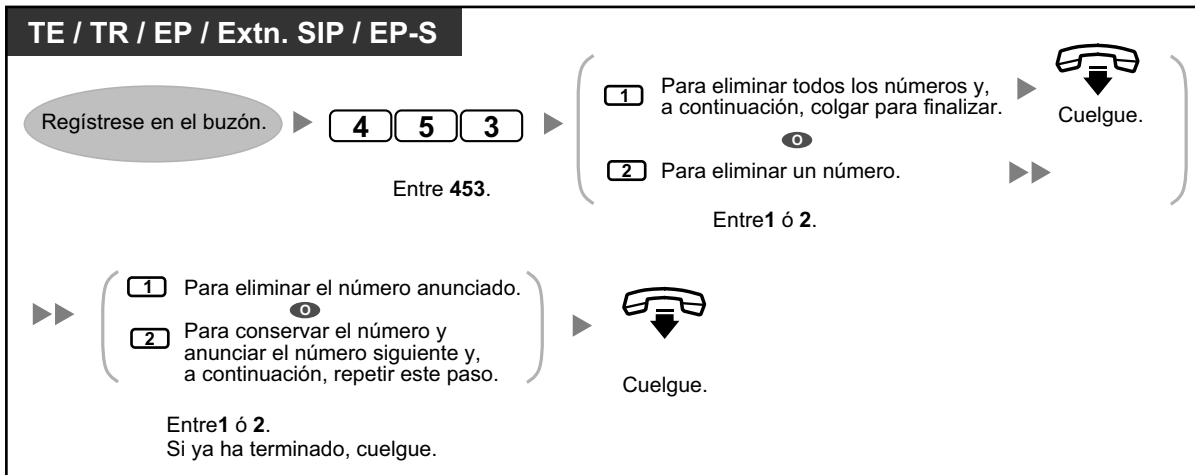 TE / TR / EP / Extn. SIP / EP-S
Regístrese en el buzón.
4 5 3
Entre 453.
1 Para eliminar todos los números y,
a continuación, colgar para finalizar.
O
2 Para eliminar un número.
Entre1 ó 2.
Cuelgue.
1 Para eliminar el número anunciado.
O
2 Para conservar el número y
anunciar el número siguiente y,
a continuación, repetir este paso.
Entre1 ó 2.
Si ya ha terminado, cuelgue.
Cuelgue.